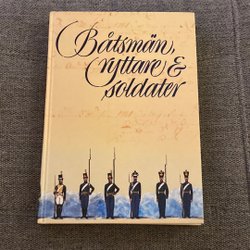 Båtsmän,
ryttare &
soldater